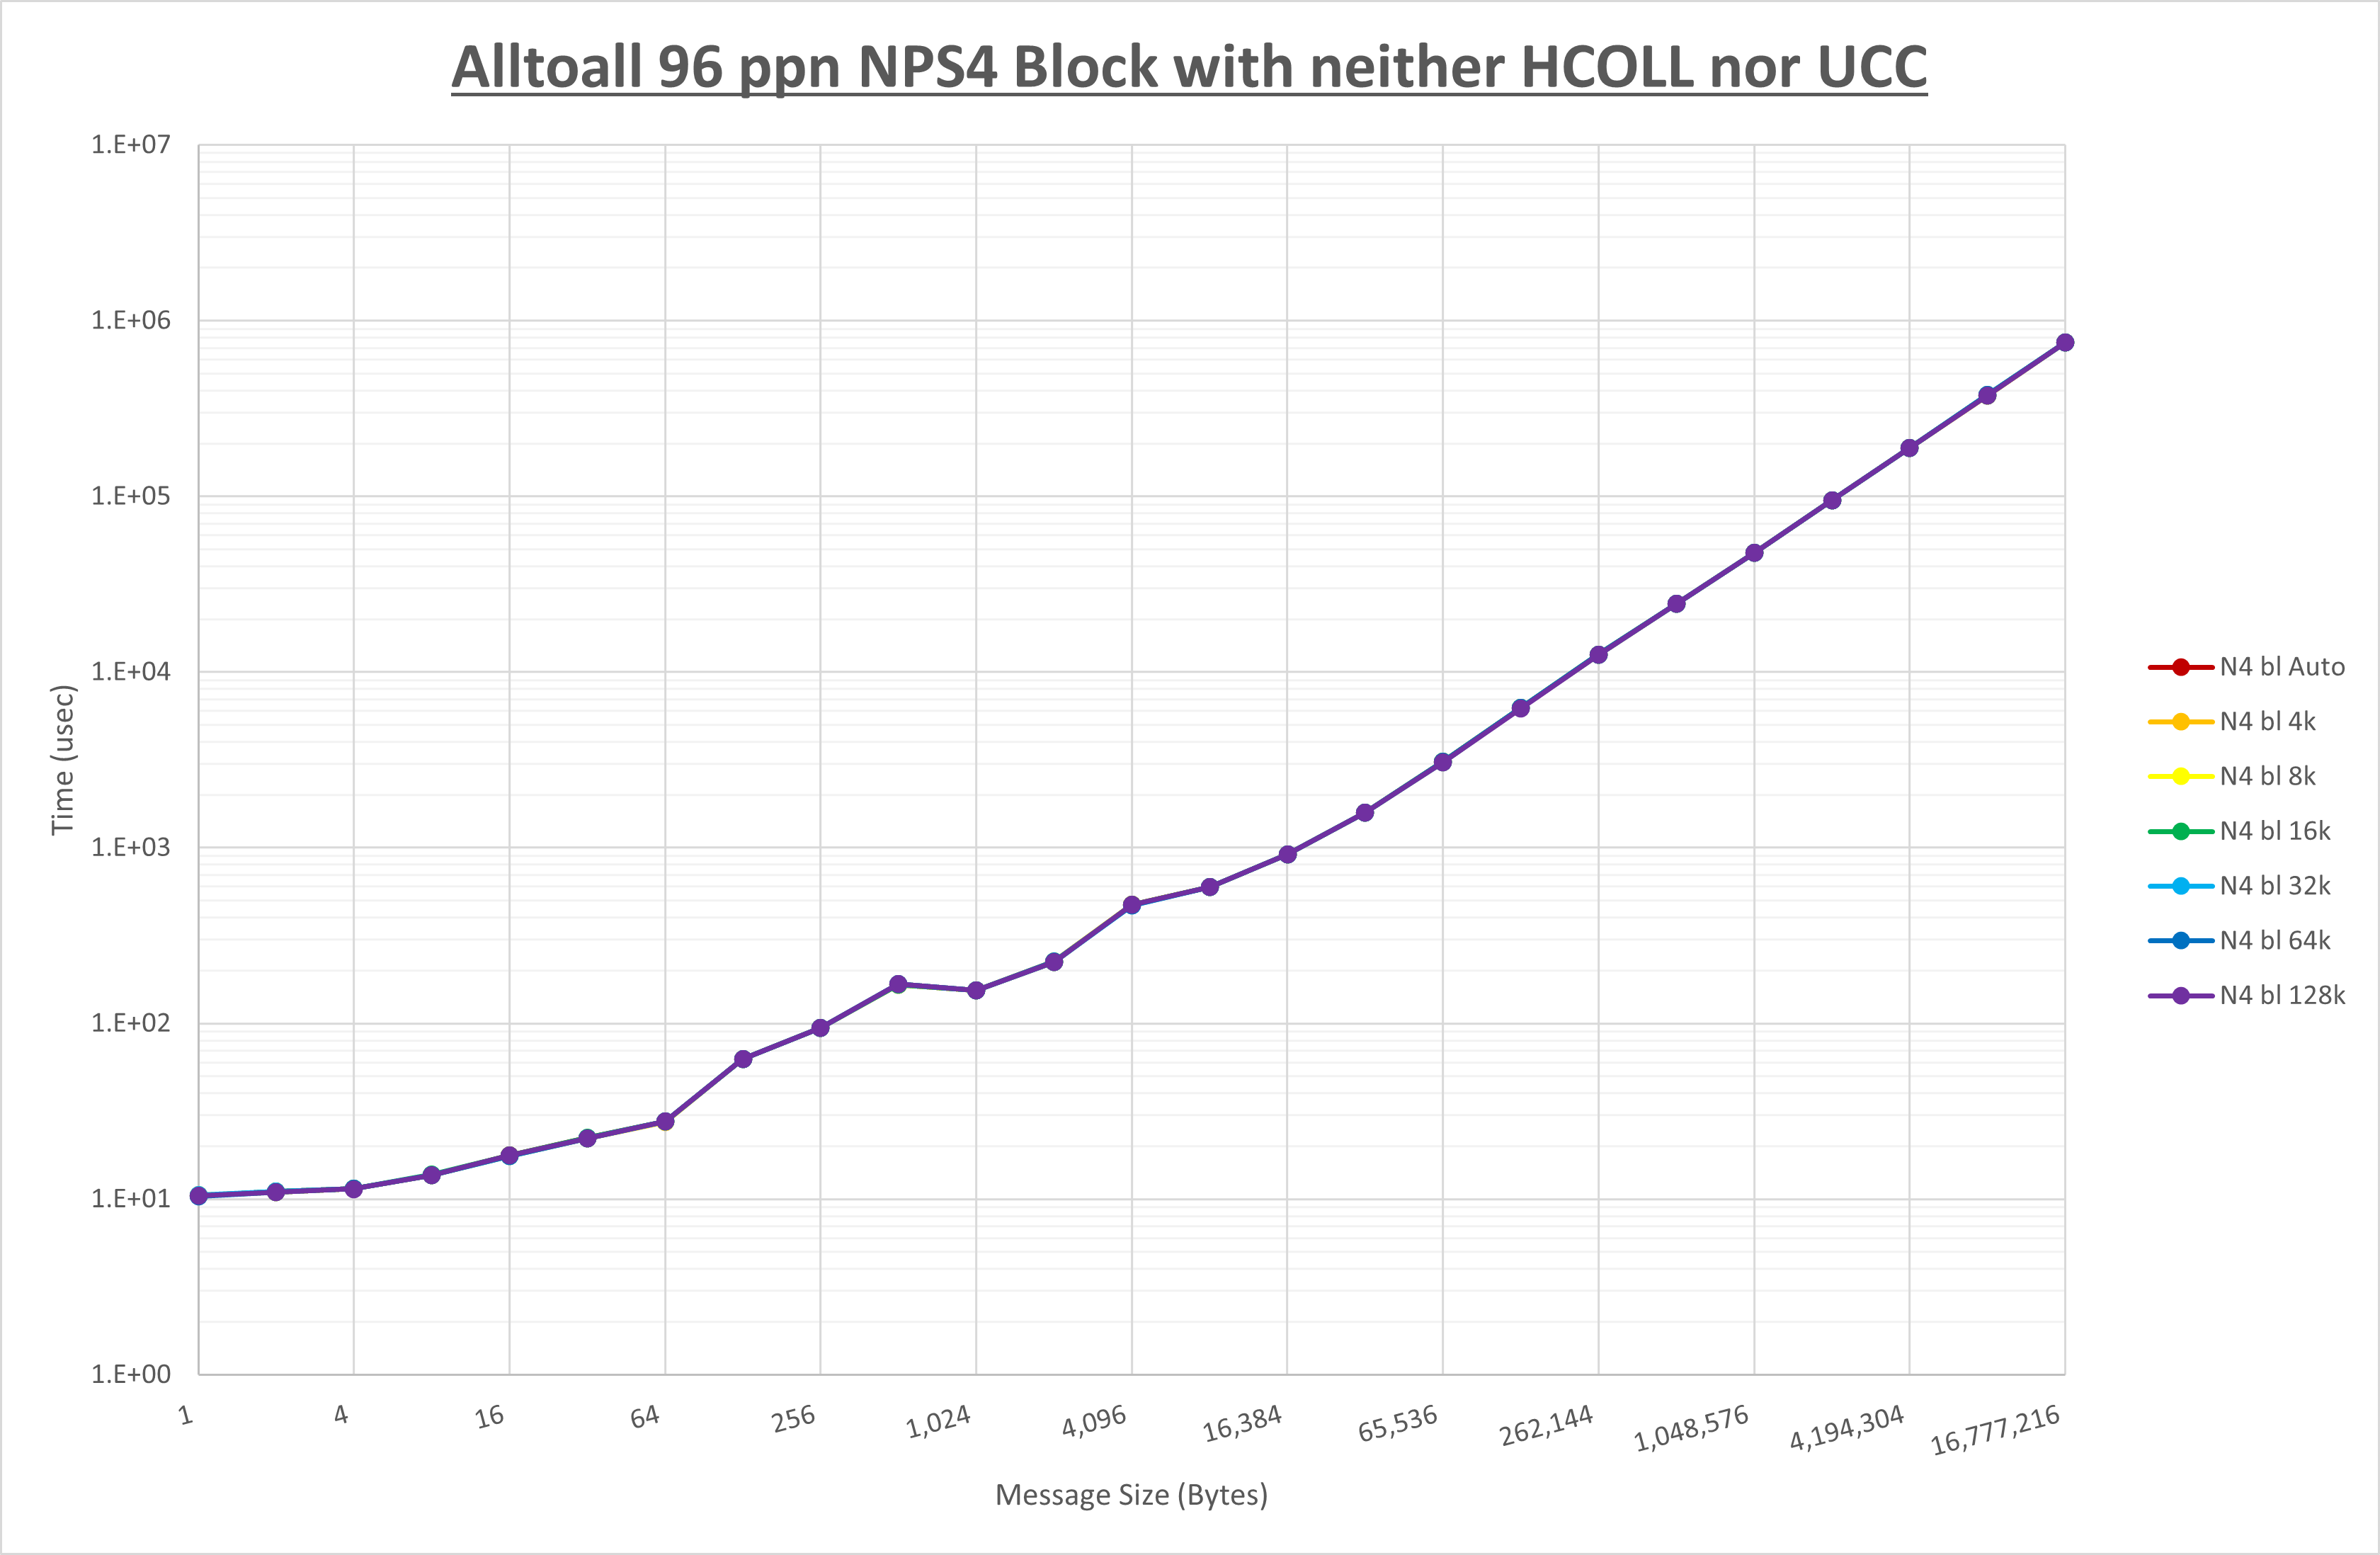 Alltoall 96 ppn NPS4 Block with neither HCOLL nor UCC
1.E+07
1.E+06
1.E+05
1.E+04
1.E+03
1.E+02
1.E+01
1.E+00
Time (usec)
1
4
16
64
256
1,024
4,096
16,384
65,536
262,144
1,048,576
4,194,304
16,777,216
Message Size (Bytes)
N4 bl Auto
N4 bl 4k
N4 bl 8k
N4 bl 16k
N4 bl 32k
N4 bl 64k
N4 bl 128k